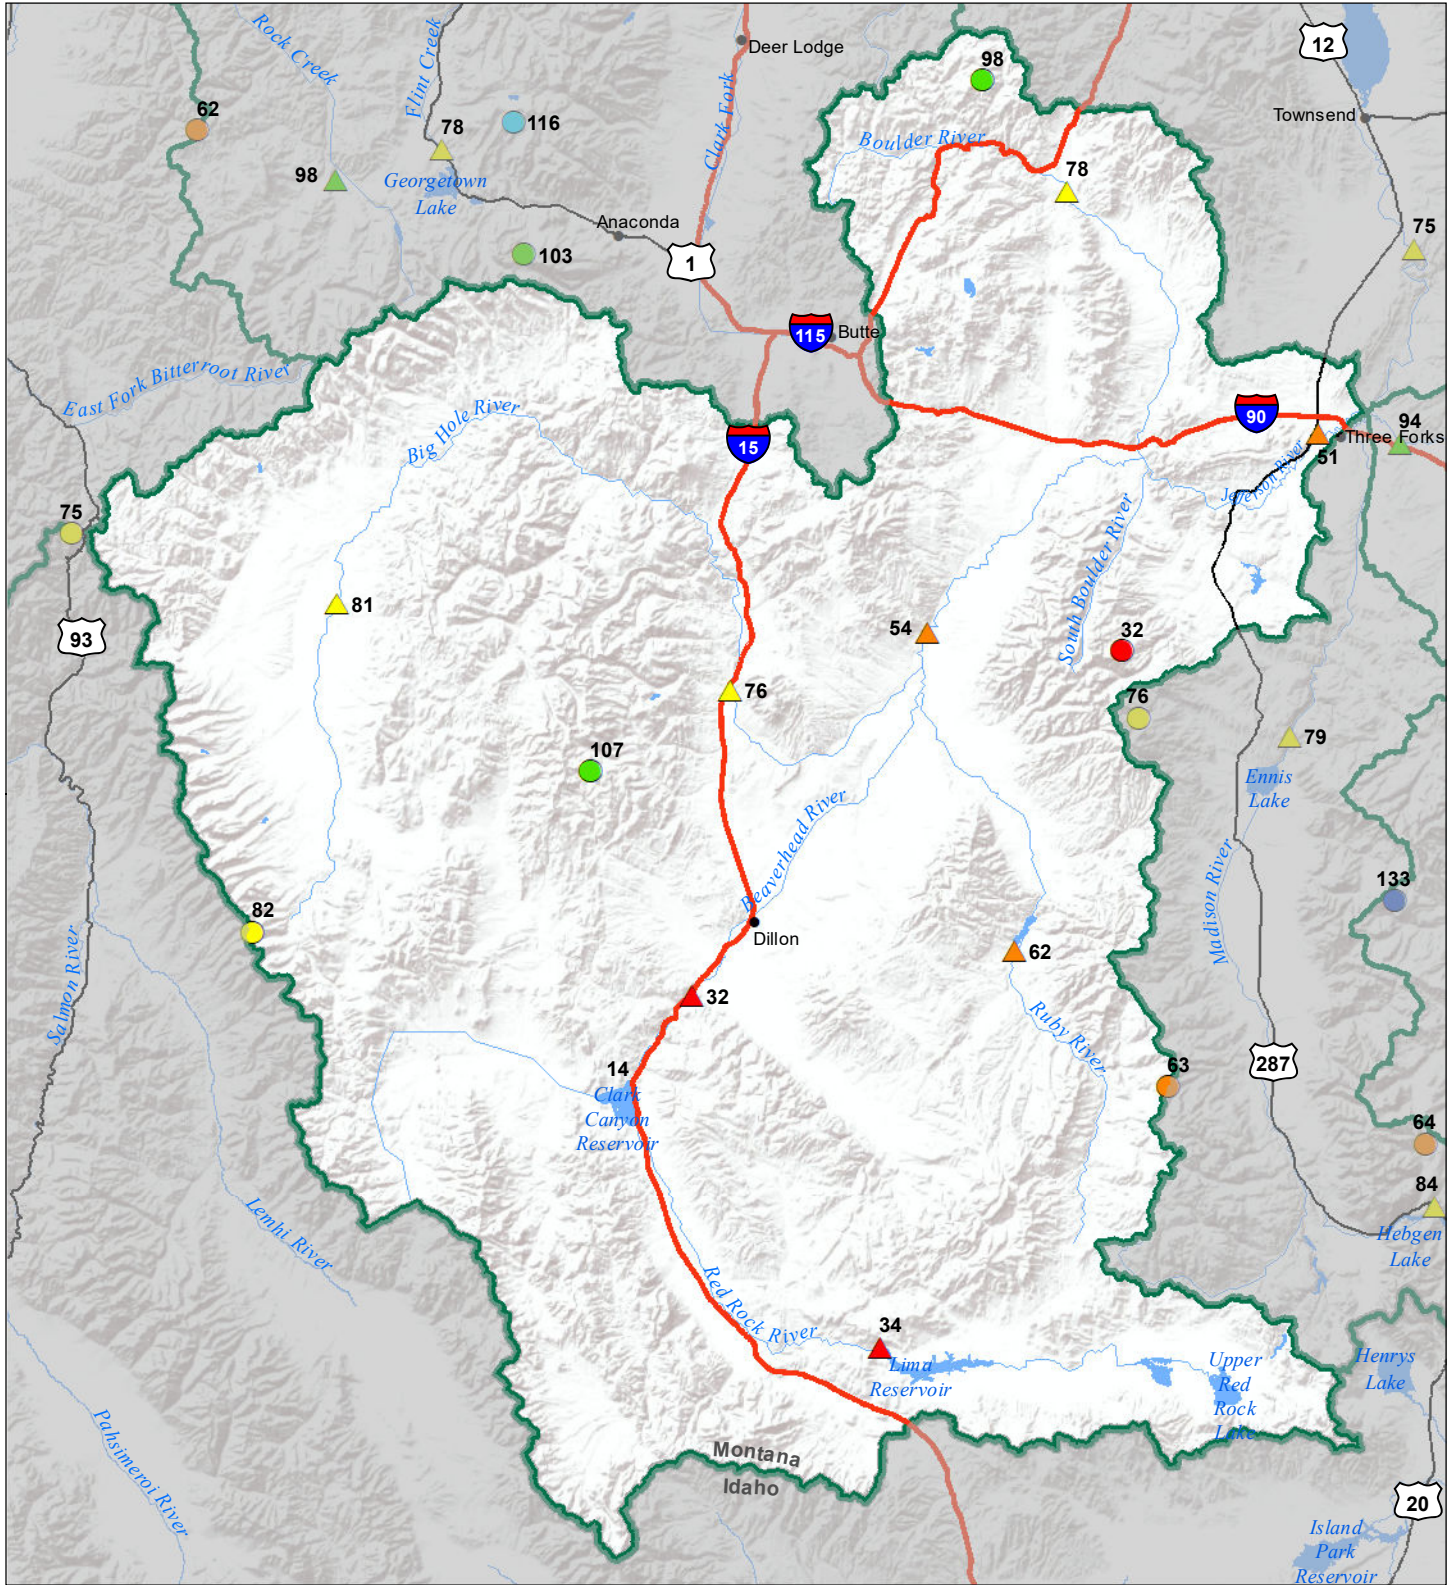 Rock Creek
Flint Creek
Deer Lodge
12
98
62
78
116
Clark Fork
Townsend
Boulder River
98
Georgetown
Lake
78
Anaconda
75
103
1
115
Butte
East Fork Bitterroot River
Big Hole River
90
94
15
Three Forks
51
Jefferson River
75
South Boulder River
81
93
54
32
76
76
79
107
Ennis
Lake
Beaverhead River
133
82
Madison River
Dillon
Salmon River
62
32
Ruby River
14
63
287
Clark
Canyon
Reservoir
64
84
Lemhi River
Hebgen
Lake
Red Rock River
34
Lima
Reservoir
Upper
Red
Rock
Lake
Henrys
Lake
Pahsimeroi River
Montana
Idaho
20
Island
Park
Reservoir